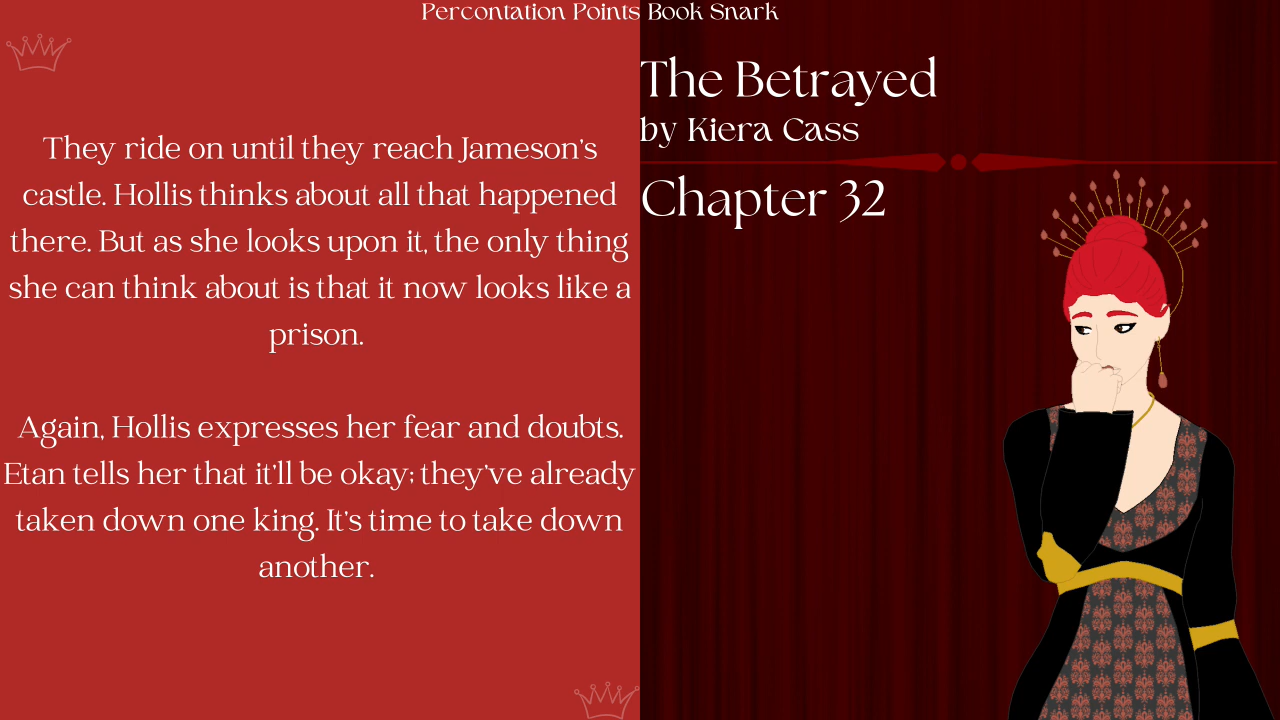 Percontation Points Book Snark
They ride on until they reach Jameson's
castle. Hollis thinks about all that happened
there. But as she looks upon it, the only thing
she can think about is that it now looks like a
prison.
Again, Hollis expresses her fear and doubts.
Etan tells her that it'll be okay; they've already
taken down one king. It's time to take down
another.
The Betrayed
by Kiera Cass
Chapter 32